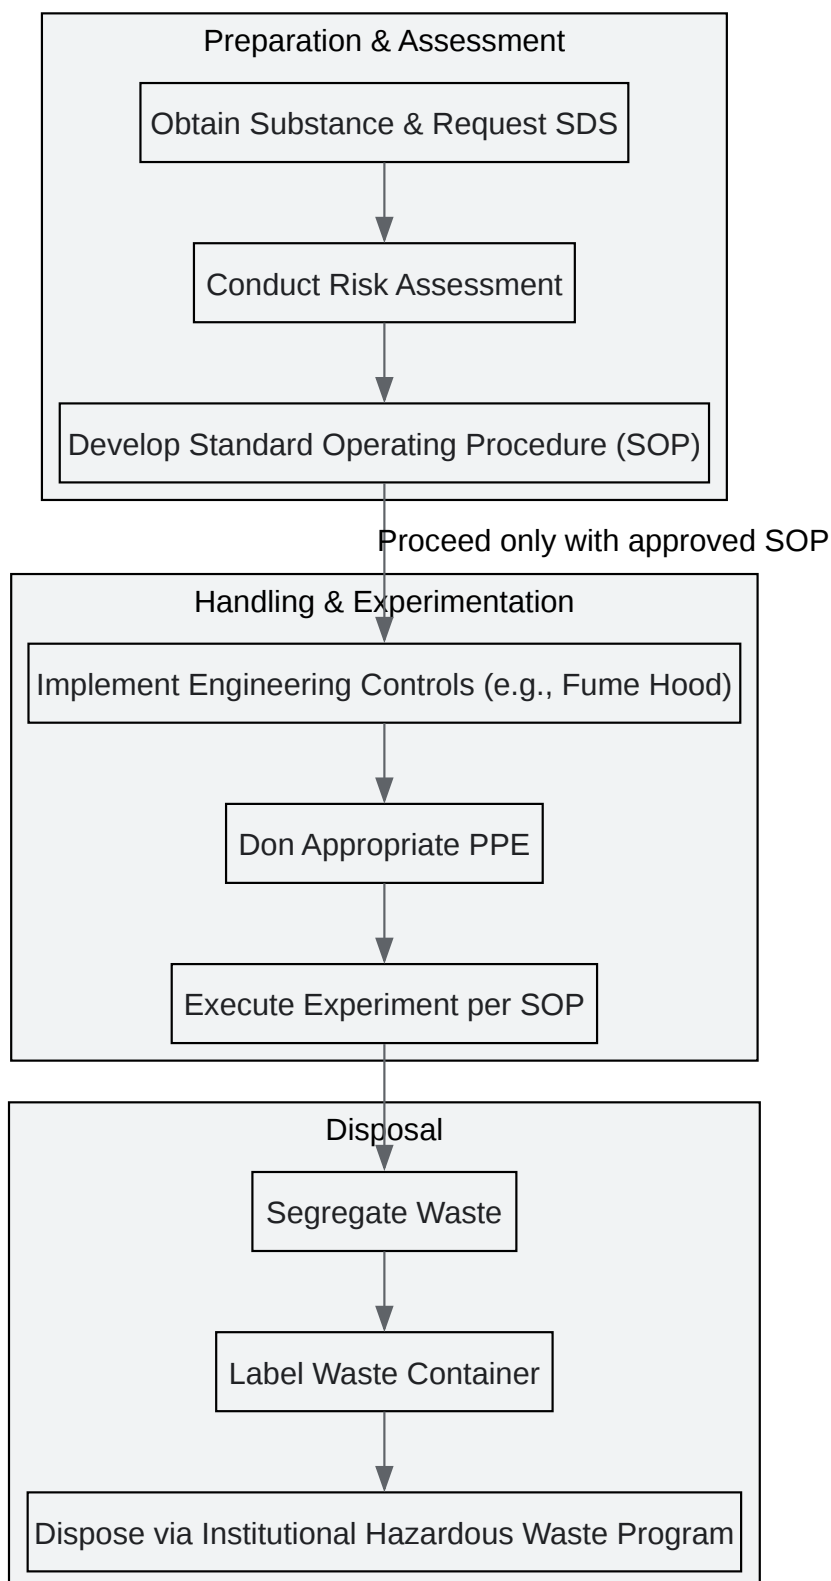 Preparation & Assessment
Obtain Substance & Request SDS
Conduct Risk Assessment
Develop Standard Operating Procedure (SOP)
Proceed only with approved SOP
Handling & Experimentation
Implement Engineering Controls (e.g., Fume Hood)
Don Appropriate PPE
Execute Experiment per SOP
Disposal
Segregate Waste
Label Waste Container
Dispose via Institutional Hazardous Waste Program